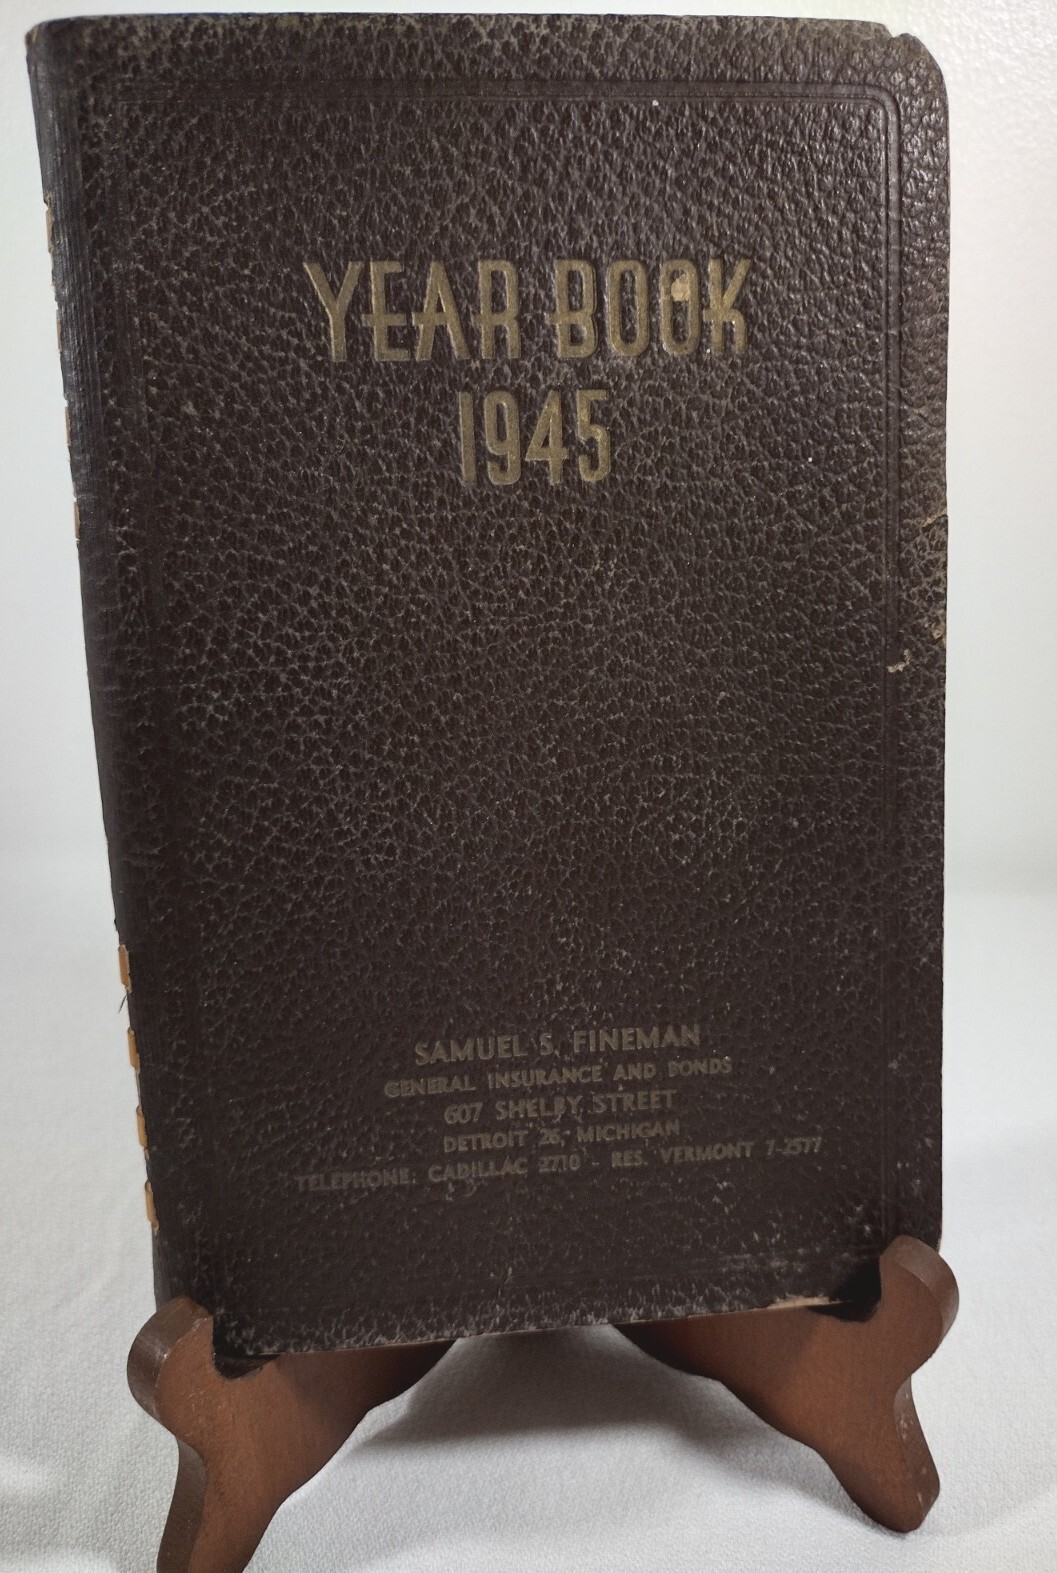 YEAR BOOK
1945
SAMUEL S. FINEMAN
GENERAL INSURANCE AND BONDS
607 SHELBY STREET
DETROIT 26, MICHIGAN
TELEPHONE: CADILLAC 2710 - RES. VERMONT 7-2577